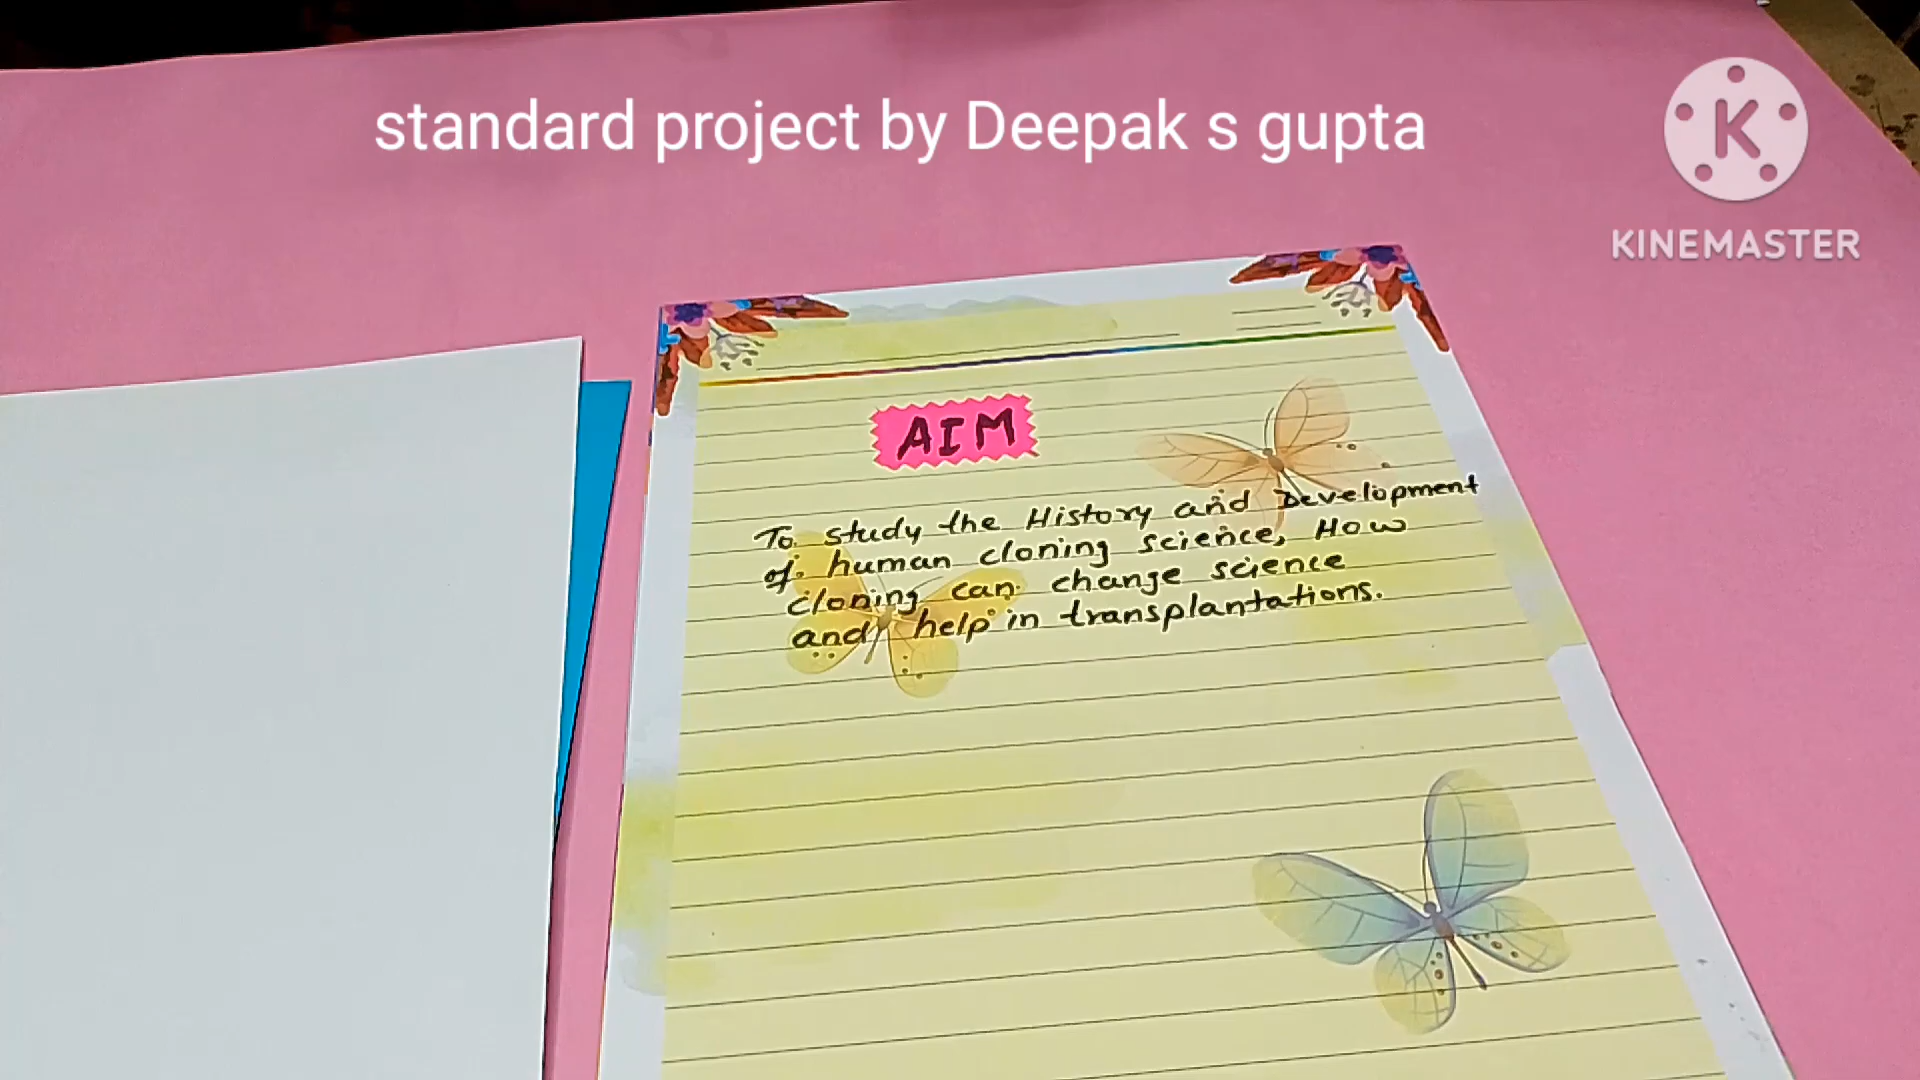 standard project by Deepak s gupta
K
KINEMASTER
AIM
To study the History and Development
of human cloning science, How
cloning can change science
and help in transplantations.